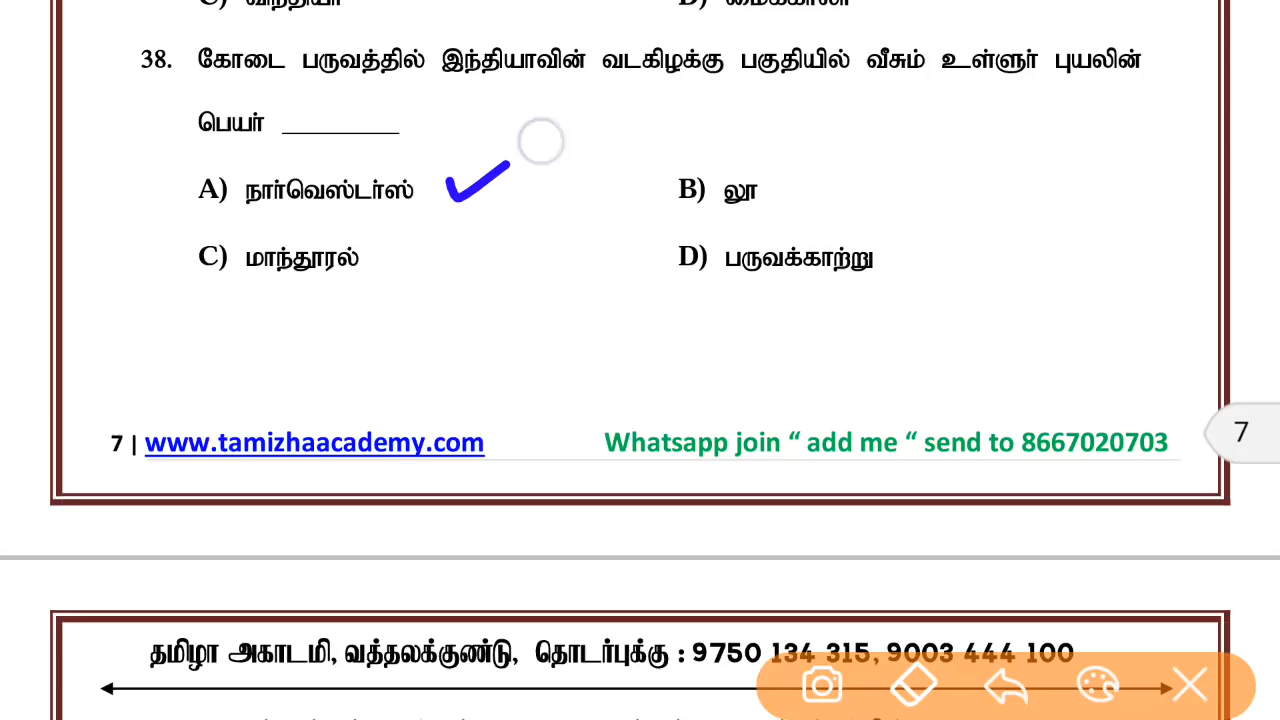 38. கோடை பருவத்தில் இந்தியாவின் வடகிழக்கு பகுதியில் வீசும் உள்ளுர் புயலின்
பெயர் _________
A) நார்வெஸ்டர்ஸ் B) லூ
C) மாந்தூரல் D) பருவக்காற்று
7 | www.tamizhaacademy.com Whatsapp join “ add me “ send to 8667020703
7
தமிழா அகாடமி, வத்தலக்குண்டு, தொடர்புக்கு : 9750 134 315, 9003 444 100